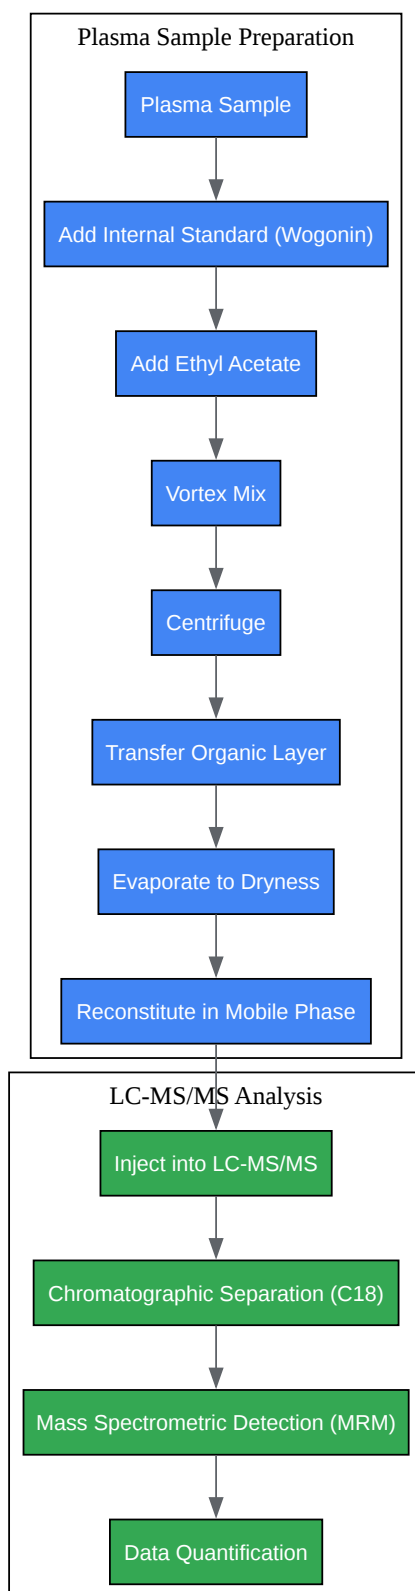 Plasma Sample Preparation
Plasma Sample
Add Internal Standard (Wogonin)
Add Ethyl Acetate
Vortex Mix
Centrifuge
Transfer Organic Layer
Evaporate to Dryness
Reconstitute in Mobile Phase
LC-MS/MS Analysis
Inject into LC-MS/MS
Chromatographic Separation (C18)
Mass Spectrometric Detection (MRM)
Data Quantification